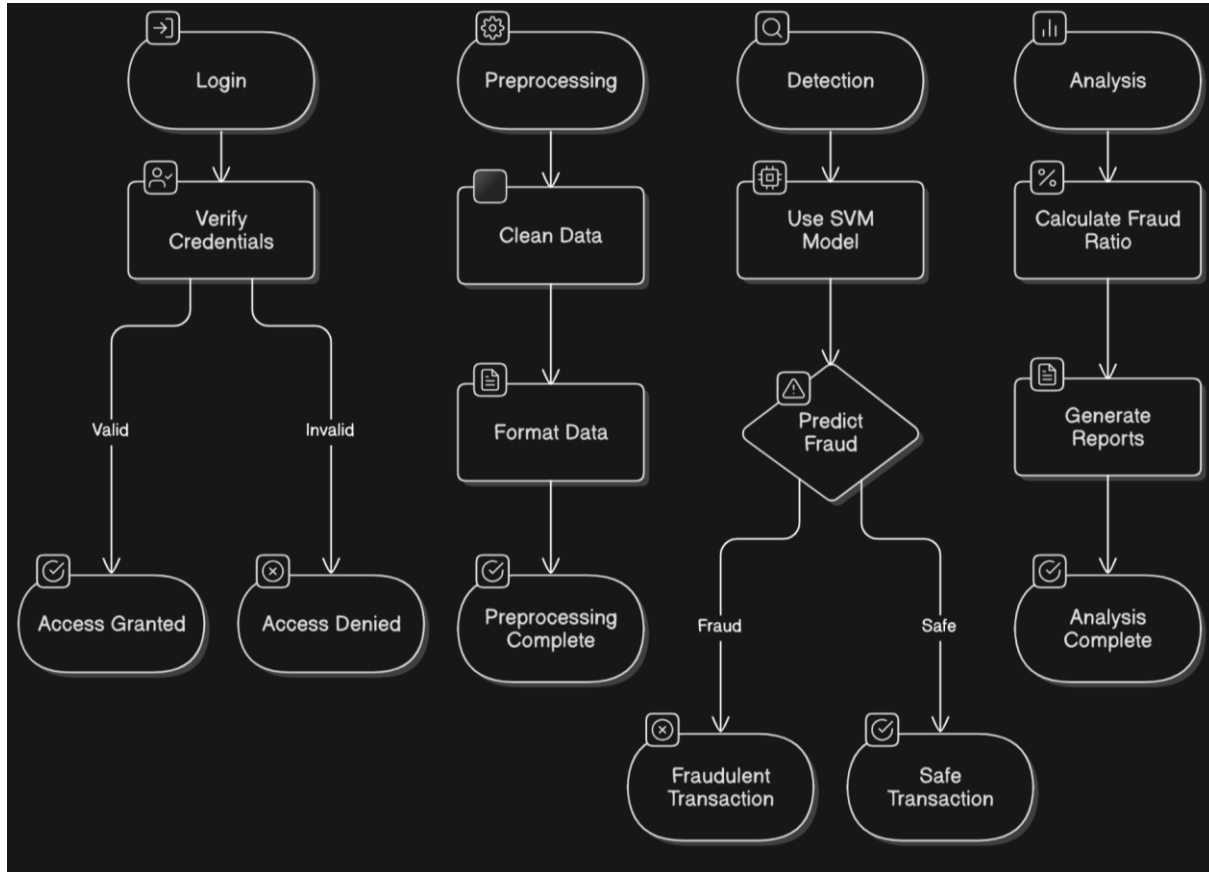 Login
Preprocessing
Detection
Analysis
Verify
Credentials
Clean Data
Use SVM
Model
Calculate Fraud
Ratio
Format Data
Predict
Fraud
Generate
Reports
Valid
Invalid
Access Granted
Access Denied
Preprocessing
Complete
Fraud
Safe
Analysis
Complete
Fraudulent
Transaction
Safe
Transaction